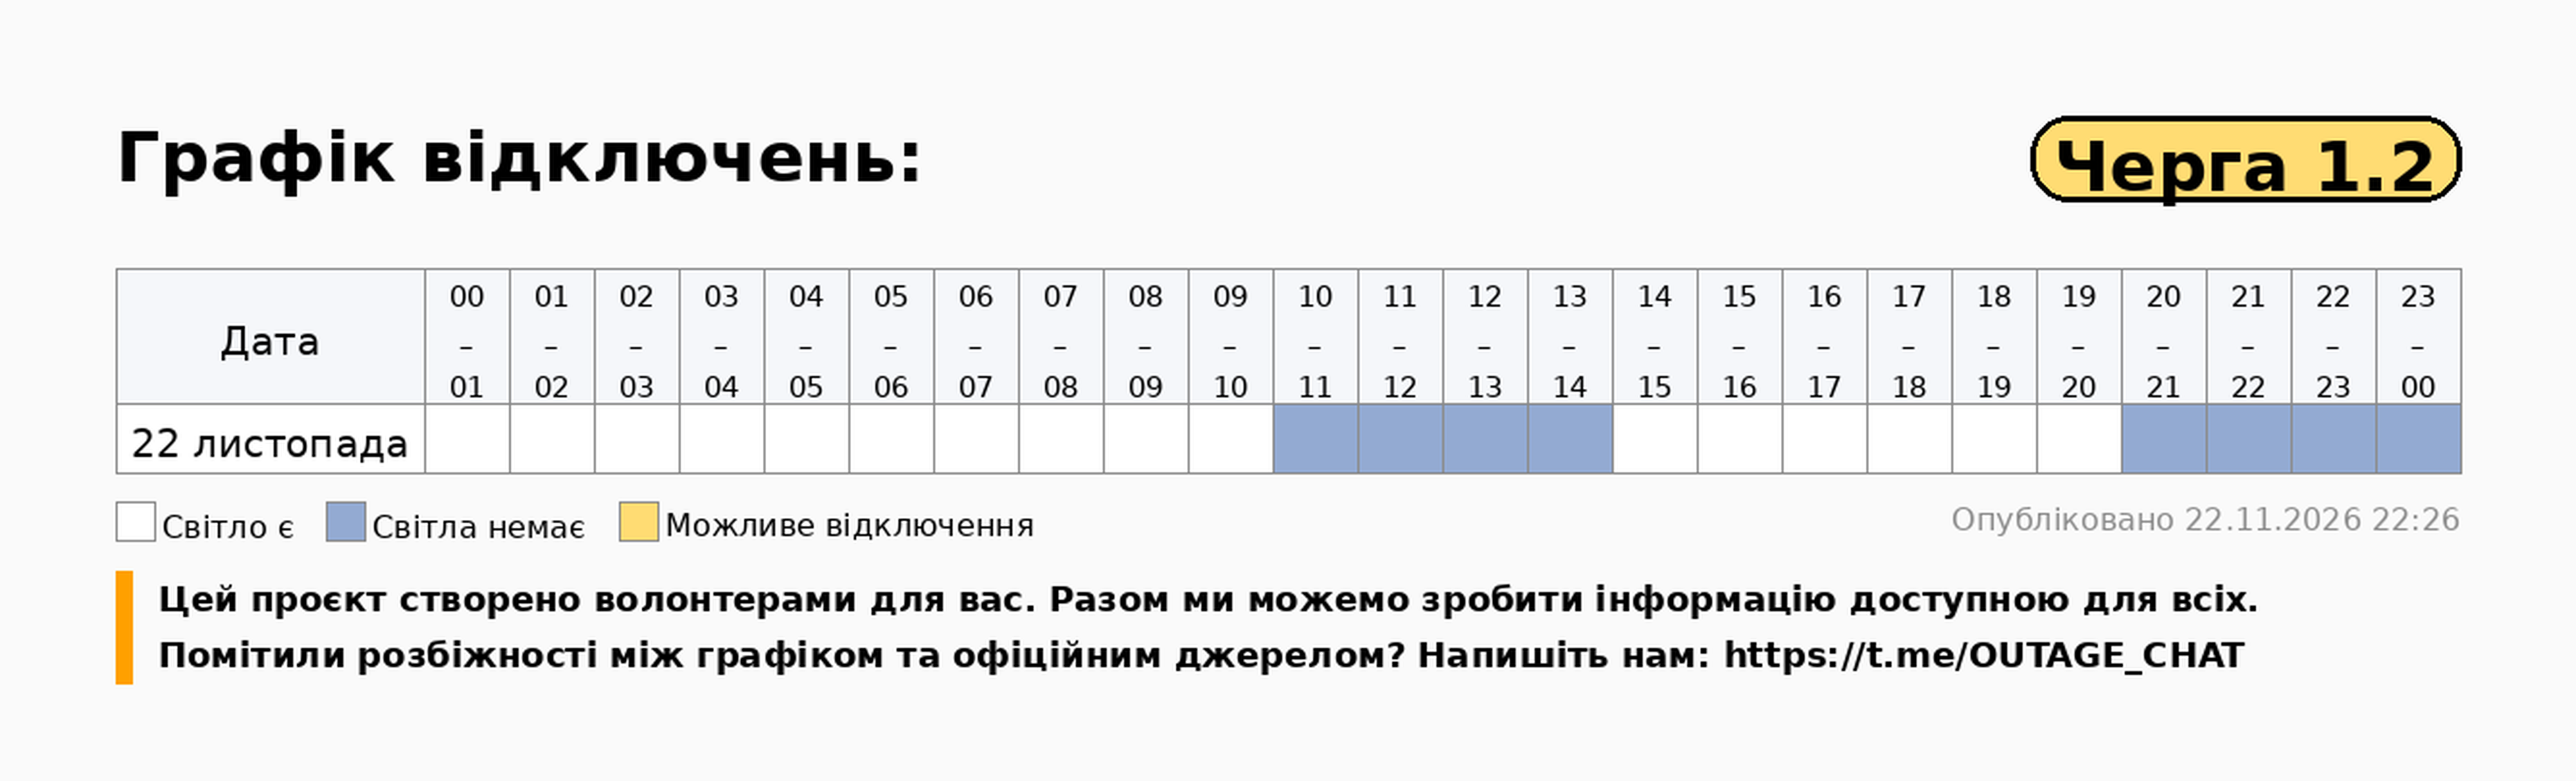 Графік відключень:
Черга 1.2
Дата 00 – 01 01 – 02 02 – 03 03 – 04 04 – 05 05 – 06 06 – 07 07 – 08 08 – 09 09 – 10 10 – 11 11 – 12 12 – 13 13 – 14 14 – 15 15 – 16 16 – 17 17 – 18 18 – 19 19 – 20 20 – 21 21 – 22 22 – 23 23 – 00
22 листопада
Світло є Світла немає Можливе відключення
Опубліковано 22.11.2026 22:26
Цей проєкт створено волонтерами для вас. Разом ми можемо зробити інформацію доступною для всіх.
Помітили розбіжності між графіком та офіційним джерелом? Напишіть нам: https://t.me/OUTAGE_CHAT